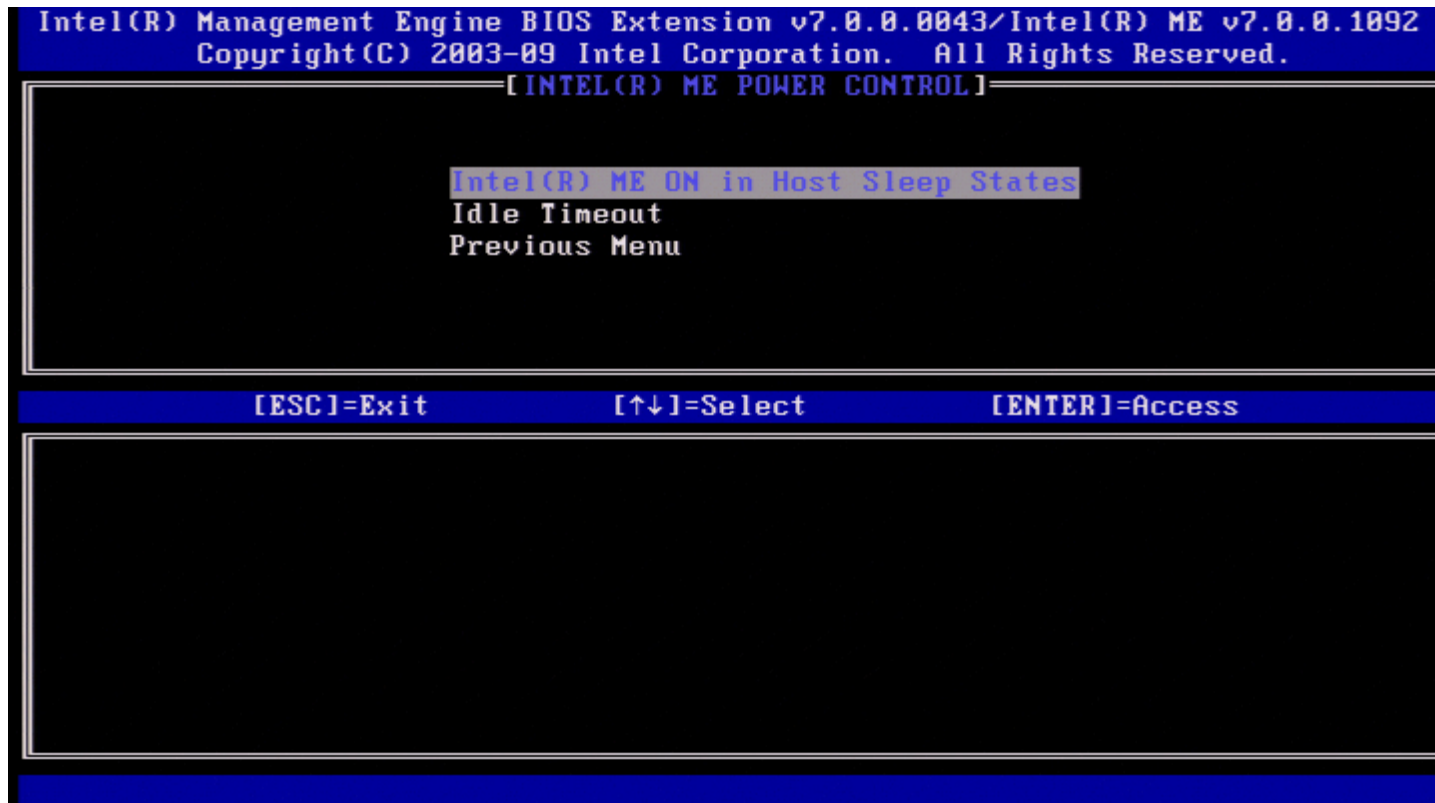 Intel(R) Management Engine BIOS Extension v7.0.0.0043/Intel(R) ME v7.0.0.1092
Copyright(C) 2003-09 Intel Corporation. All Rights Reserved.
[INTEL(R) ME POWER CONTROL]
Intel(R) ME ON in Host Sleep States
Idle Timeout
Previous Menu
[ESC]=Exit [↑↓]=Select [ENTER]=Access